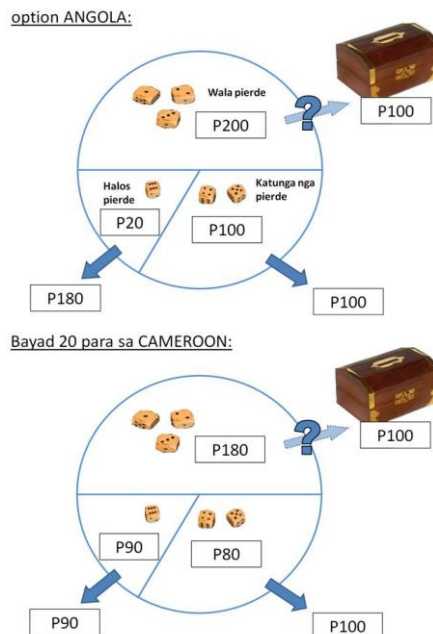 option ANGOLA:
Wala pierde
P200
?
P100
Halos
pierde
Katunga nga
pierde
P20
P100
P180
P100
Bayad 20 para sa CAMEROON:
P180
?
P100
P90
P80
P90
P100